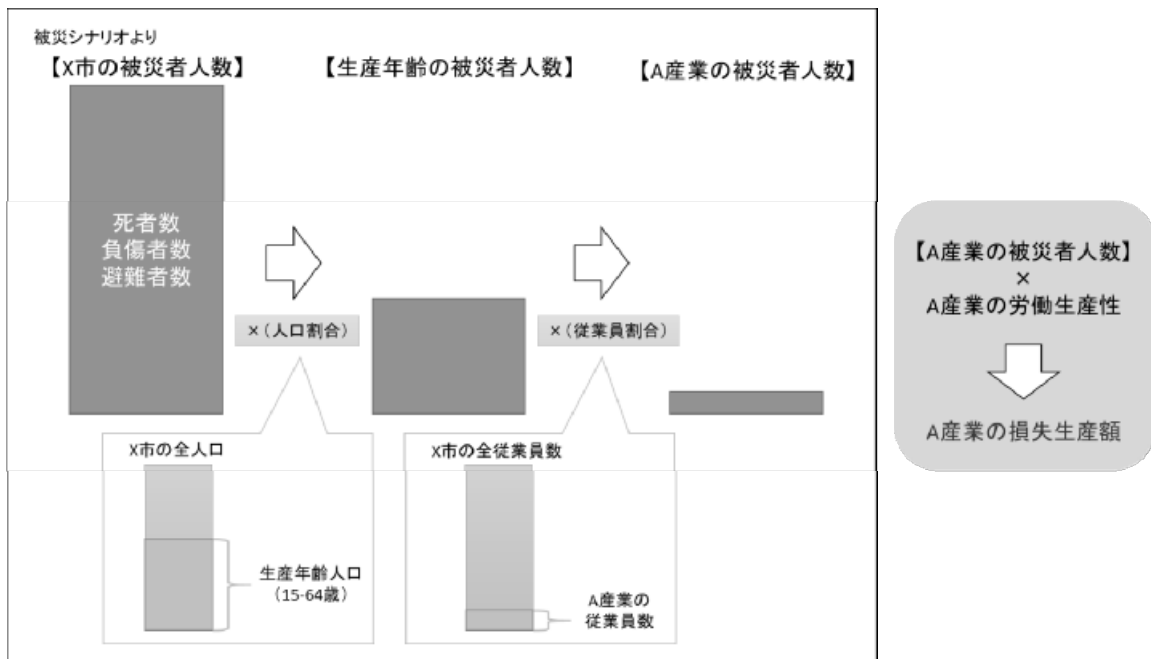 被災シナリオより
【X市の被災者人数】
【生産年齢の被災者人数】
【A産業の被災者人数】
死者数
負傷者数
避難者数
×（人口割合）
×（従業員割合）
X市の全人口
生産年齢人口
（15-64歳）
X市の全従業員数
A産業の
従業員数
【A産業の被災者人数】
×
A産業の労働生産性
A産業の損失生産額